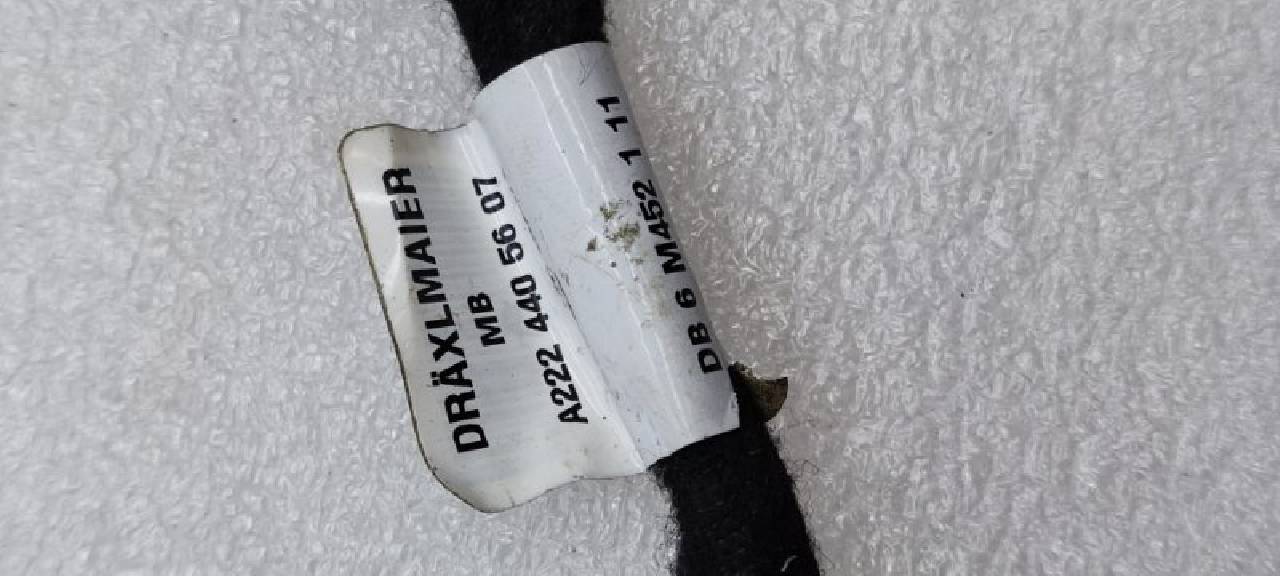 DRÄXLMAIER
MB
A222 440 56 07
DB 6 M452 1 11